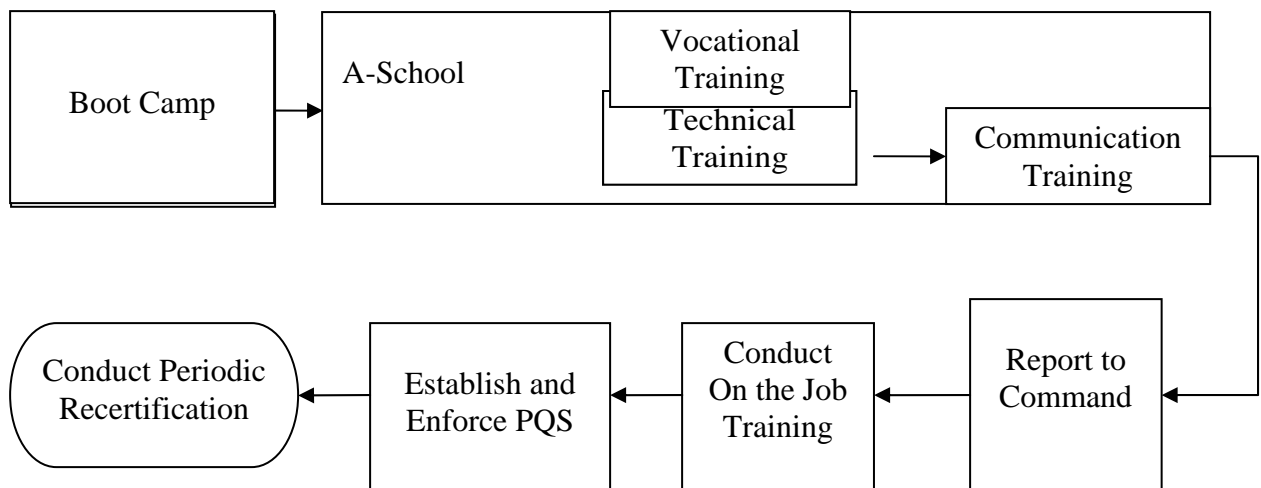 Boot Camp
A-School
Vocational
Training
Technical
Training
Communication
Training
Report to
Command
Conduct
On the Job
Training
Establish and
Enforce PQS
Conduct Periodic
Recertification